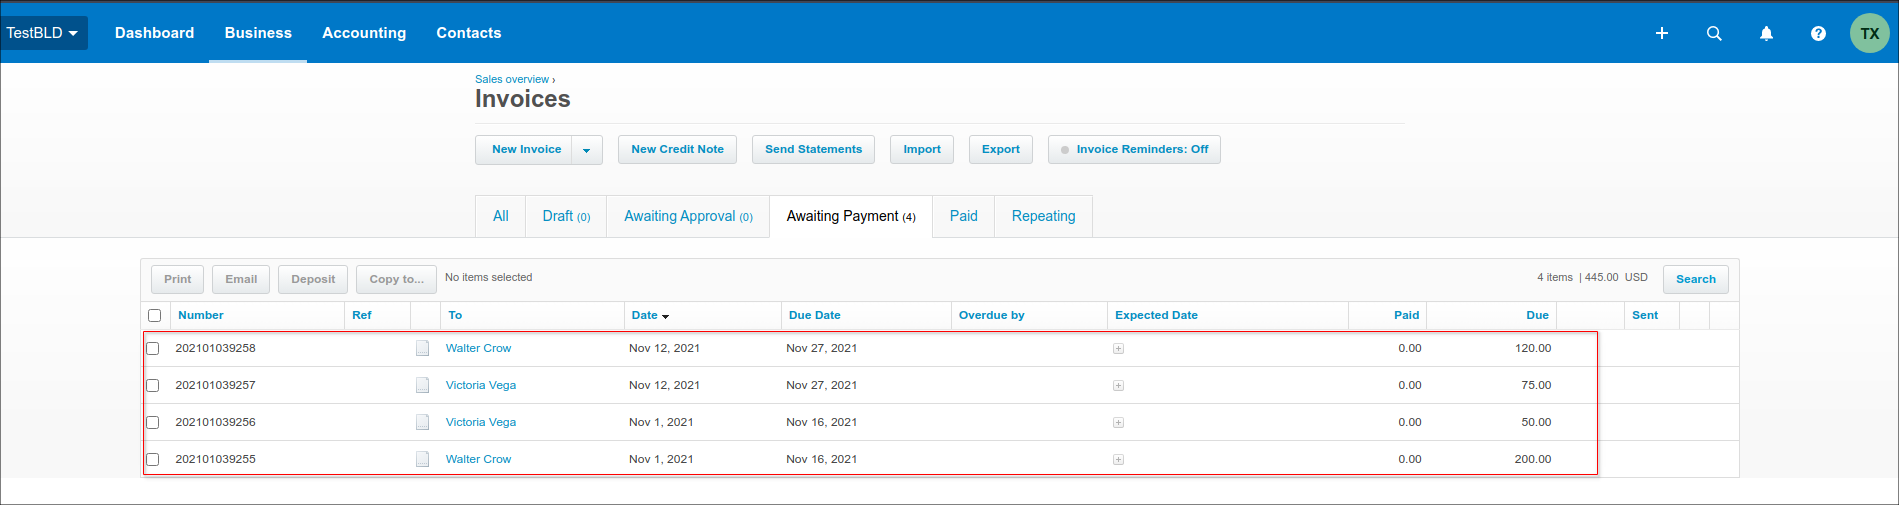 TestBLD Dashboard Business Accounting Contacts TX
Sales overview ›
Invoices
New Invoice New Credit Note Send Statements Import Export Invoice Reminders: Off
All Draft (0) Awaiting Approval (0) Awaiting Payment (4) Paid Repeating
Print Email Deposit Copy to... No items selected 4 items | 445.00 USD Search
Number Ref To Date Due Date Overdue by Expected Date Paid Due Sent
202101039258 Walter Crow Nov 12, 2021 Nov 27, 2021 0.00 120.00
202101039257 Victoria Vega Nov 12, 2021 Nov 27, 2021 0.00 75.00
202101039256 Victoria Vega Nov 1, 2021 Nov 16, 2021 0.00 50.00
202101039255 Walter Crow Nov 1, 2021 Nov 16, 2021 0.00 200.00